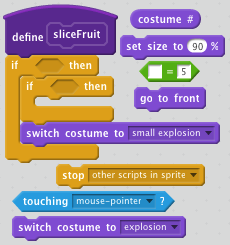 define sliceFruit
if then
if then
switch costume to small explosion
costume #
set size to 90 %
= 5
go to front
stop other scripts in sprite
touching mouse-pointer ?
switch costume to explosion